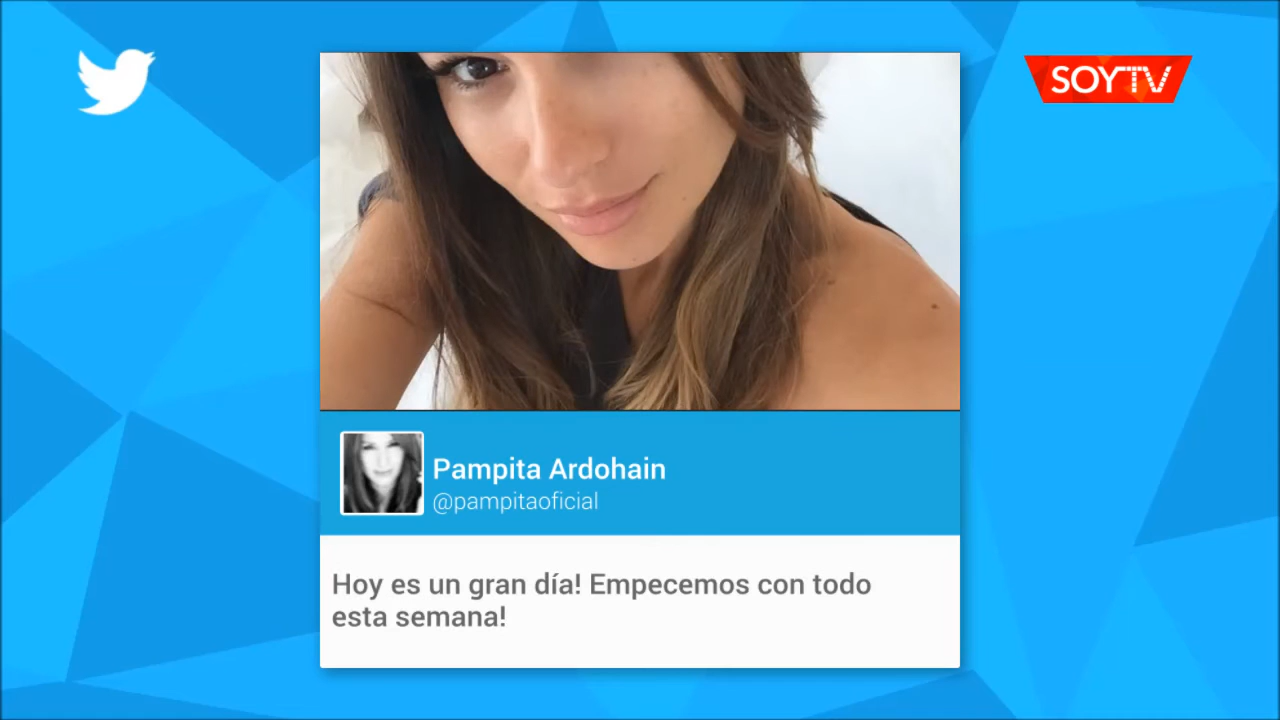 SOYTV
Pampita Ardohain
@pampitaoficial
Hoy es un gran día! Empecemos con todo
esta semana!